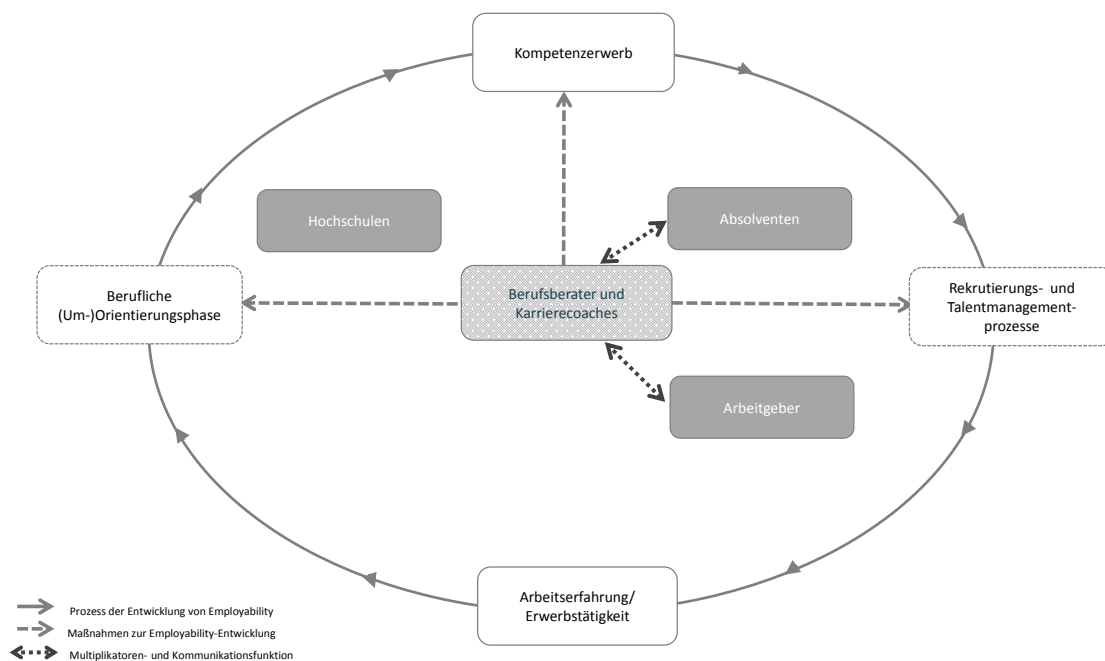 Kompetenzerwerb
Hochschulen
Absolventen
Berufliche
(Um-)Orientierungsphase
Berufsberater und
Karrierecoaches
Rekrutierungs- und
Talentmanagement-
prozesse
Arbeitgeber
Arbeitserfahrung/
Erwerbstätigkeit
Prozess der Entwicklung von Employability
Maßnahmen zur Employability-Entwicklung
Multiplikatoren- und Kommunikationsfunktion